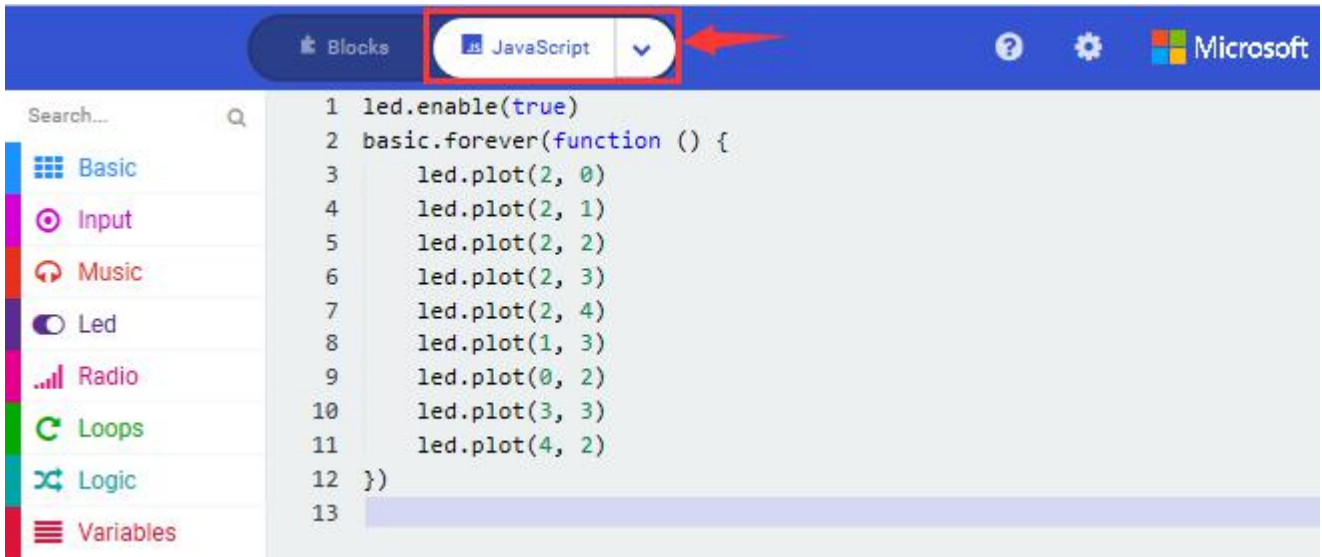 Blocks
JS JavaScript
Microsoft
Search...
Basic
Input
Music
Led
Radio
Loops
Logic
Variables
1 led.enable(true)
2 basic.forever(function () {
3     led.plot(2, 0)
4     led.plot(2, 1)
5     led.plot(2, 2)
6     led.plot(2, 3)
7     led.plot(2, 4)
8     led.plot(1, 3)
9     led.plot(0, 2)
10     led.plot(3, 3)
11     led.plot(4, 2)
12 })
13